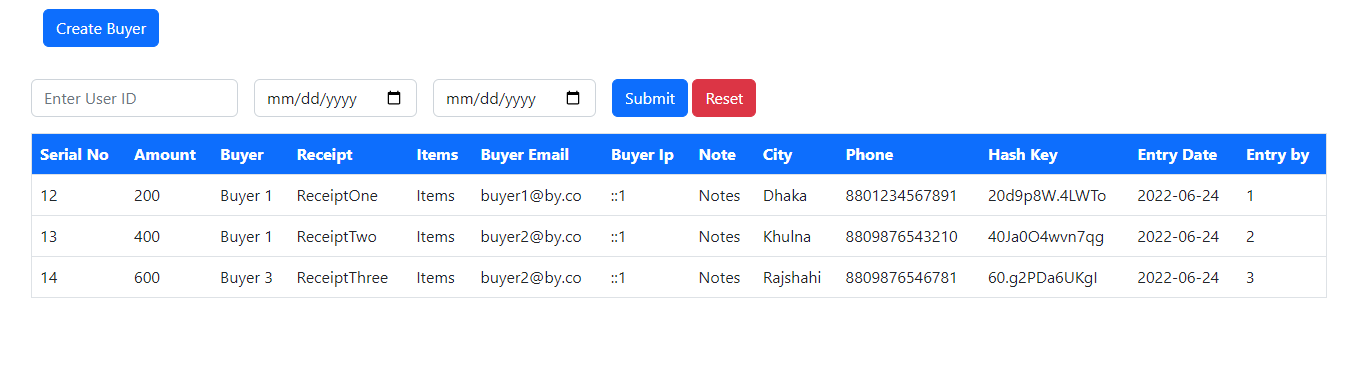 Create Buyer
Enter User ID mm/dd/yyyy mm/dd/yyyy Submit Reset
Serial No Amount Buyer Receipt Items Buyer Email Buyer Ip Note City Phone Hash Key Entry Date Entry by
12 200 Buyer 1 ReceiptOne Items buyer1@by.co ::1 Notes Dhaka 8801234567891 20d9p8W.4LWTo 2022-06-24 1
13 400 Buyer 1 ReceiptTwo Items buyer2@by.co ::1 Notes Khulna 8809876543210 40Ja0O4wvn7qg 2022-06-24 2
14 600 Buyer 3 ReceiptThree Items buyer2@by.co ::1 Notes Rajshahi 8809876546781 60.g2PDa6UKgI 2022-06-24 3